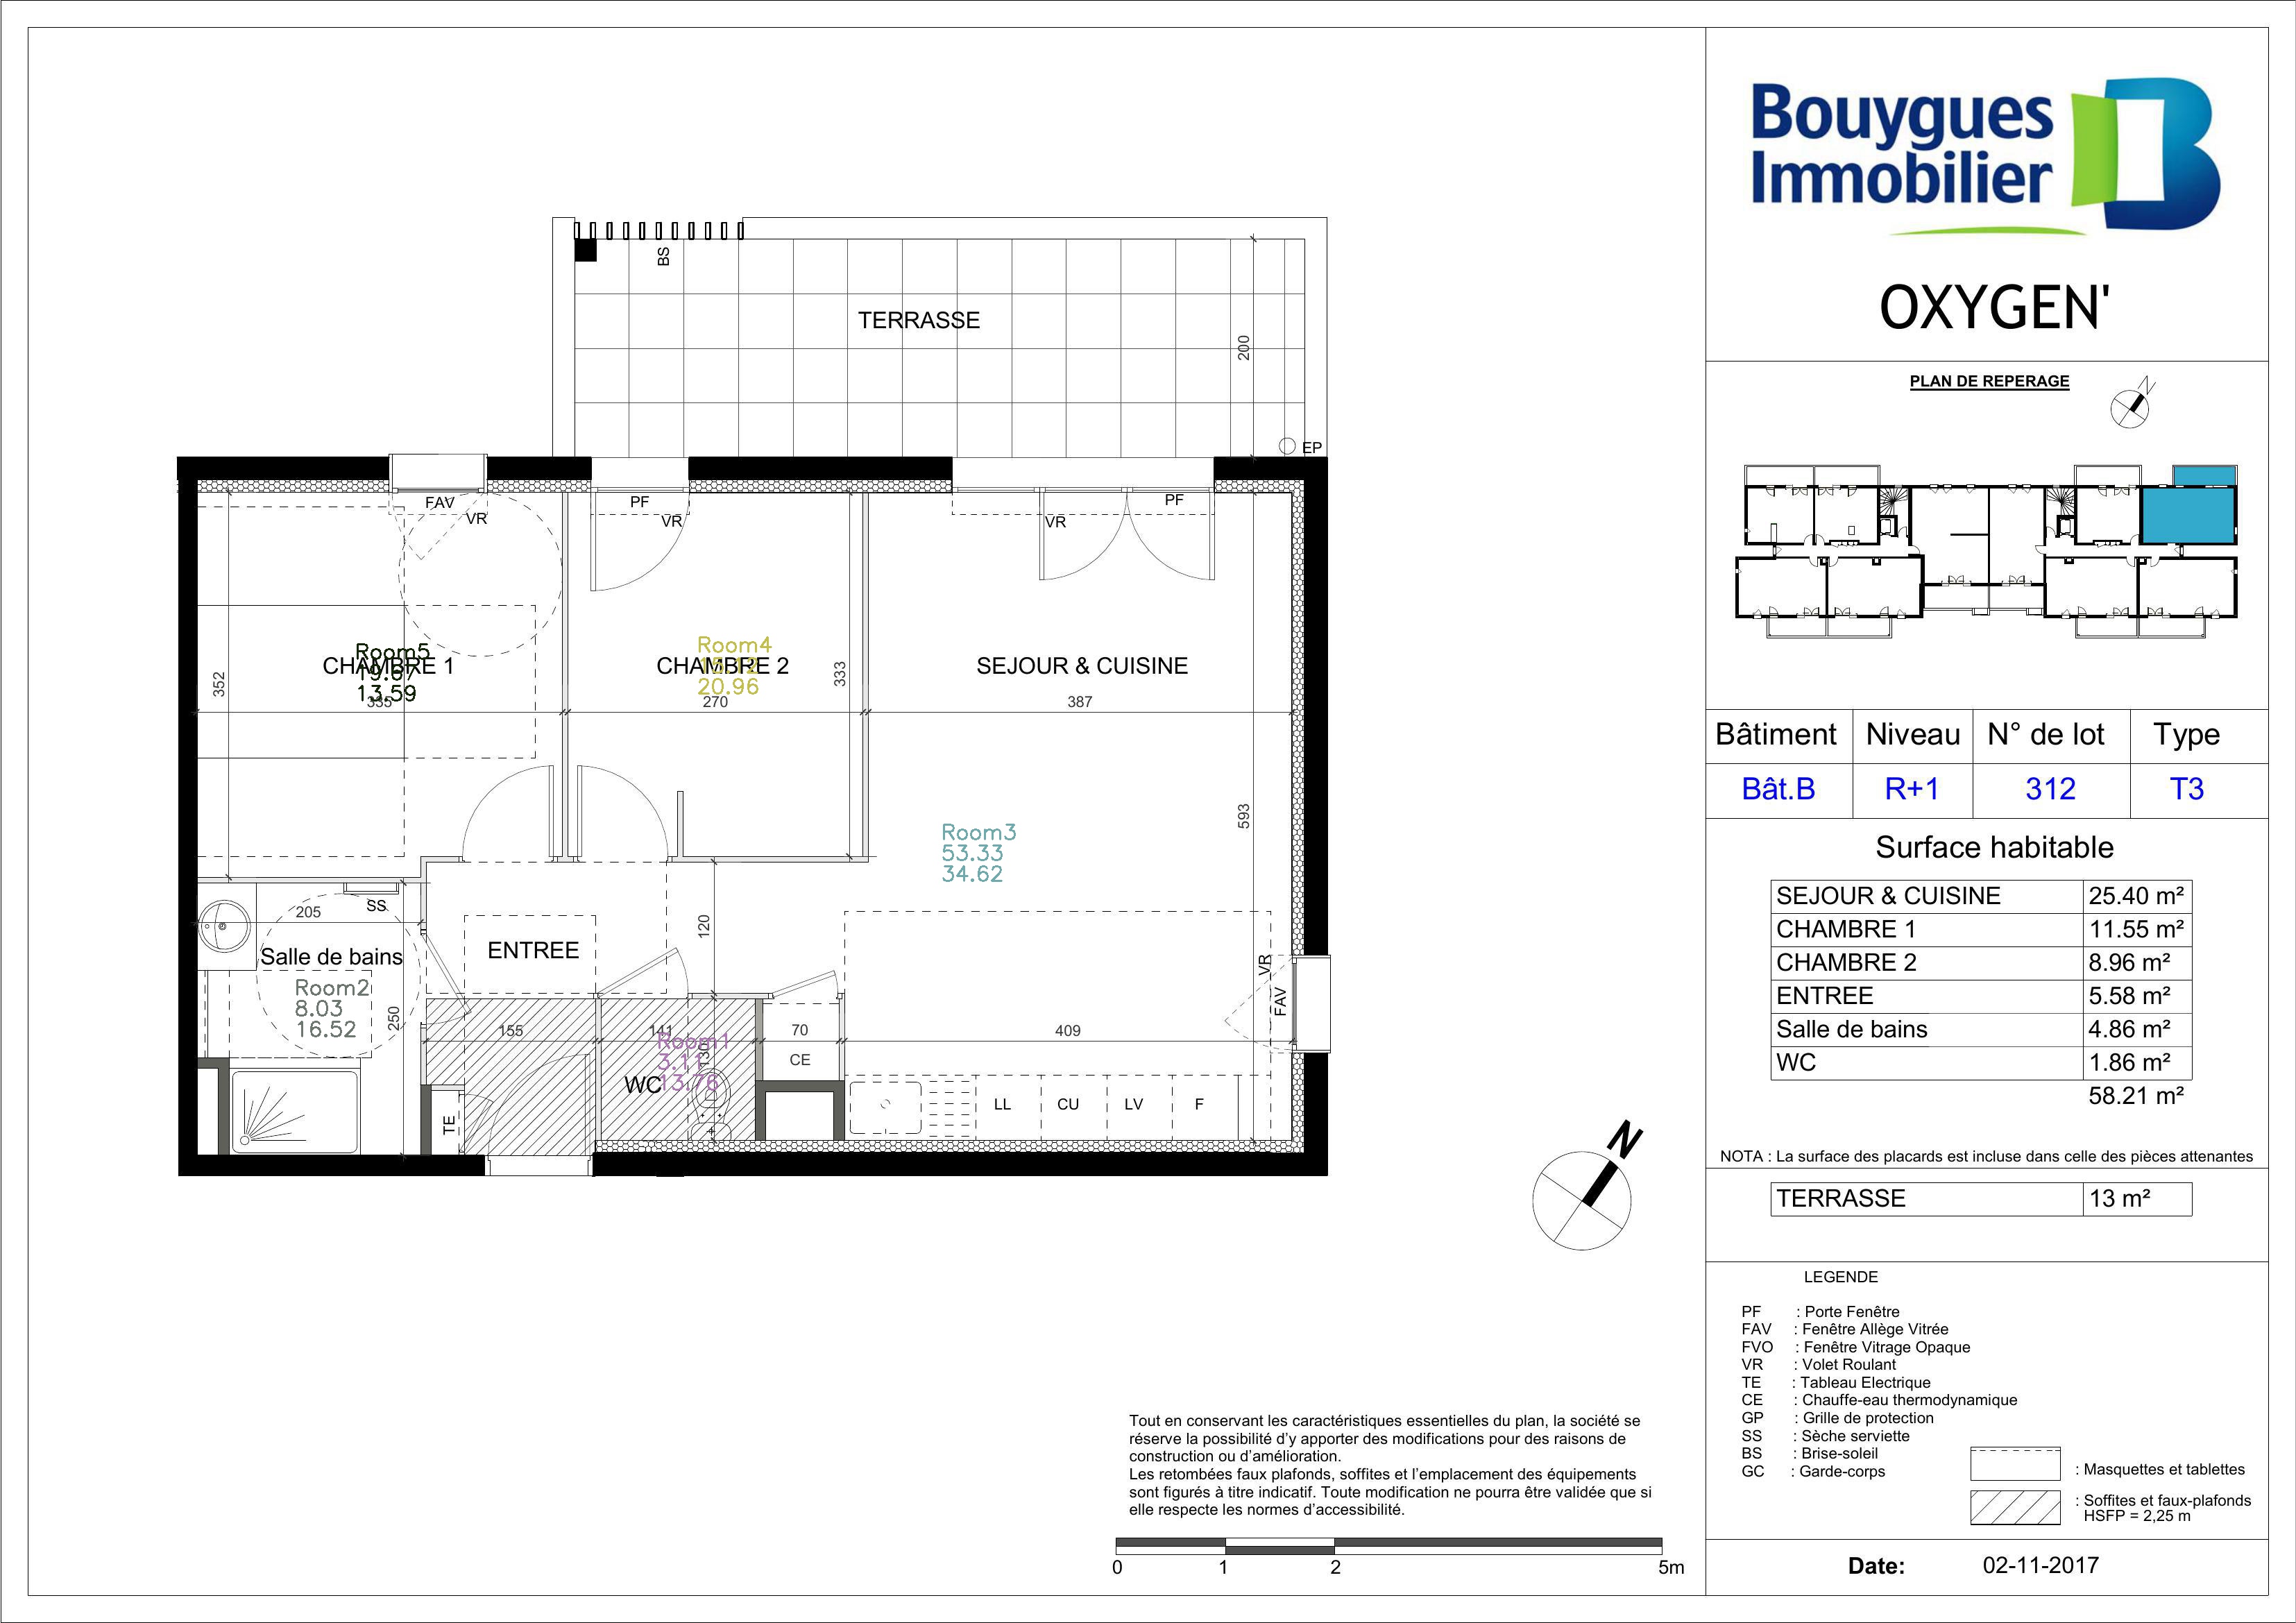 Bouygues
Immobilier
OXYGEN'
PLAN DE REPERAGE
N
Bâtiment Niveau N° de lot Type
Bât.B R+1 312 T3
Surface habitable
SEJOUR & CUISINE 25.40 m²
CHAMBRE 1 11.55 m²
CHAMBRE 2 8.96 m²
ENTREE 5.58 m²
Salle de bains 4.86 m²
WC 1.86 m²
58.21 m²
NOTA : La surface des placards est incluse dans celle des pièces attenantes
TERRASSE 13 m²
LEGENDE
PF : Porte Fenêtre
FAV : Fenêtre Allège Vitrée
FVO : Fenêtre Vitrage Opaque
VR : Volet Roulant
TE : Tableau Electrique
CE : Chauffe-eau thermodynamique
GP : Grille de protection
SS : Sèche serviette
BS : Brise-soleil
GC : Garde-corps
: Masquettes et tablettes
: Soffites et faux-plafonds
HSFP = 2,25 m
Date: 02-11-2017
BS
TERRASSE
200
EP
FAV
VR
PF
VR
VR
PF
Room5
CHAMBRE 1
13.59
335
352
Room4
CHAMBRE 2
20.96
270
333
SEJOUR & CUISINE
387
593
Room3
53.33
34.62
205
SS
Salle de bains
Room2
8.03
16.52
250
ENTREE
120
155
141
Room1
130
WC
13.76
70
CE
409
VR
FAV
TE
LL
CU
LV
F
N
Tout en conservant les caractéristiques essentielles du plan, la société se
réserve la possibilité d'y apporter des modifications pour des raisons de
construction ou d'amélioration.
Les retombées faux plafonds, soffites et l'emplacement des équipements
sont figurés à titre indicatif. Toute modification ne pourra être validée que si
elle respecte les normes d'accessibilité.
0 1 2 5m